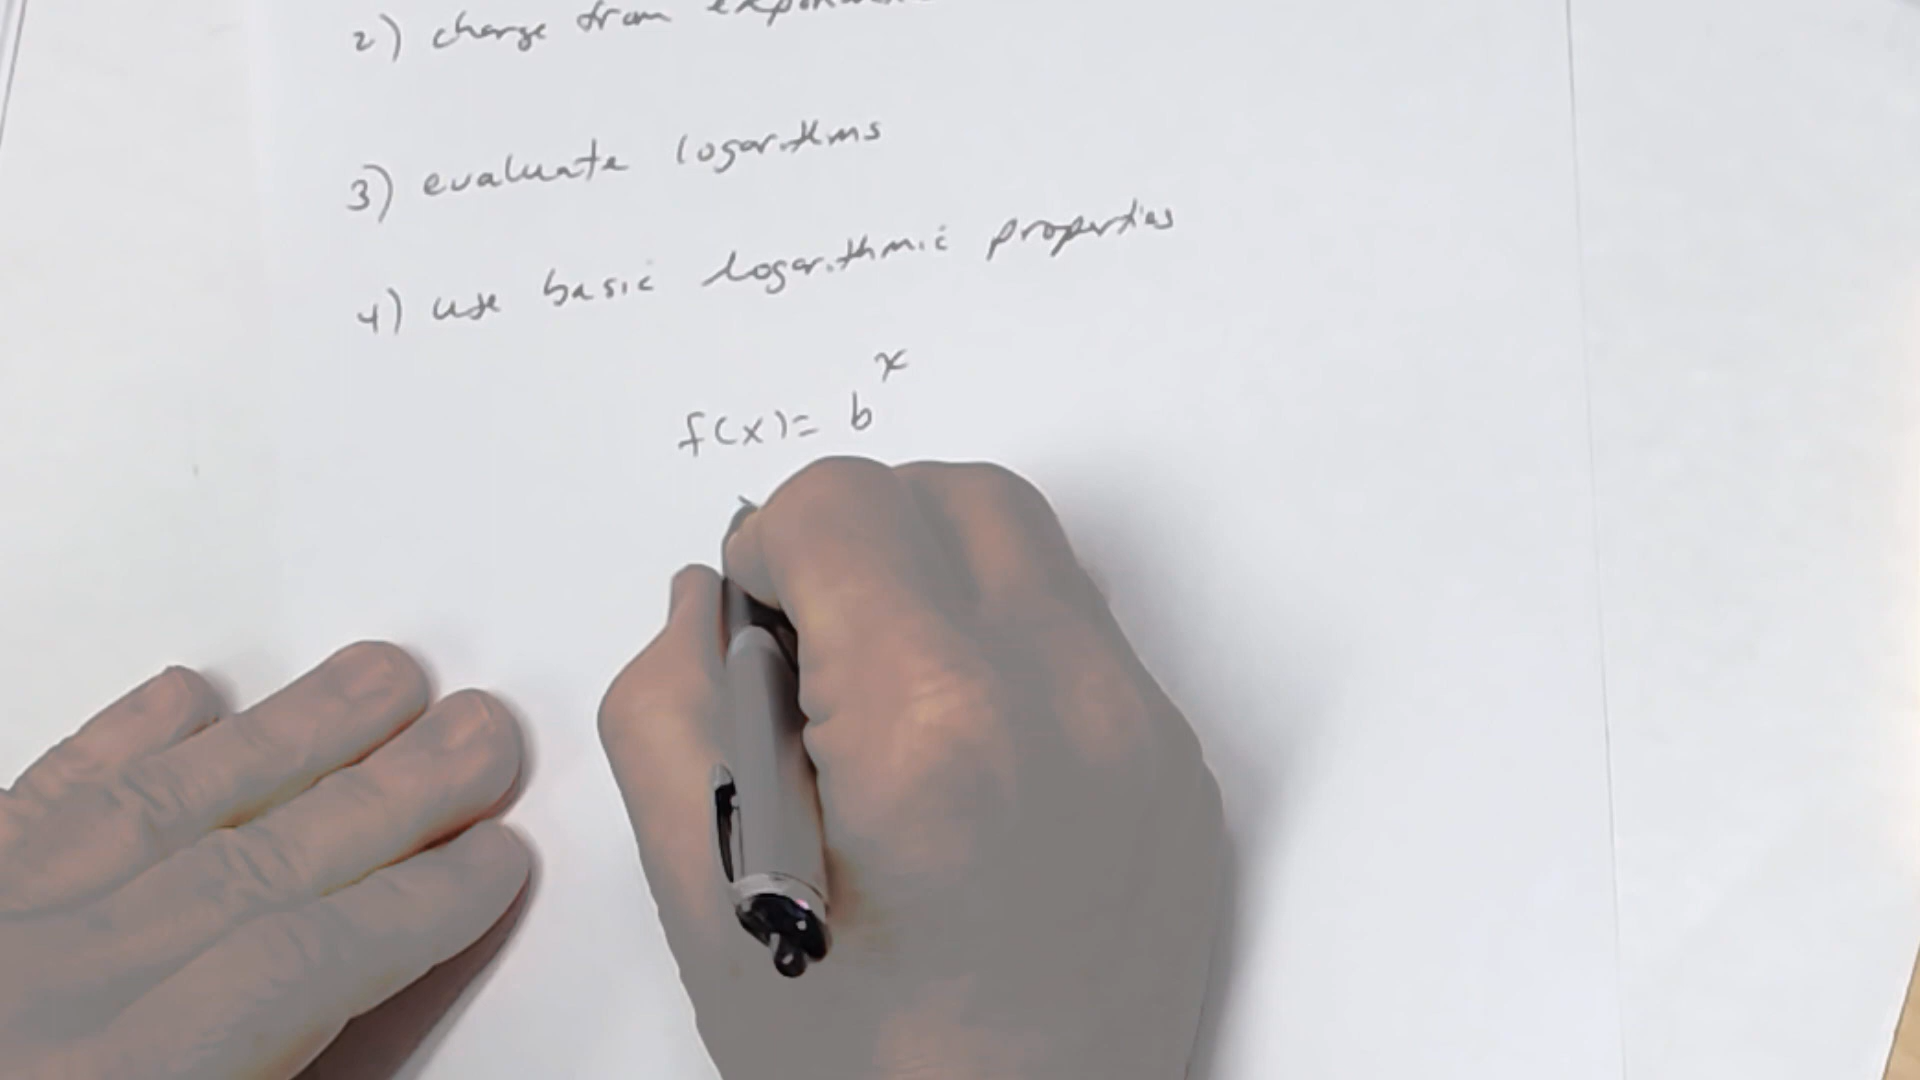 2) change from
3) evaluate logarithms
4) use basic logarithmic properties
f(x)= b^x